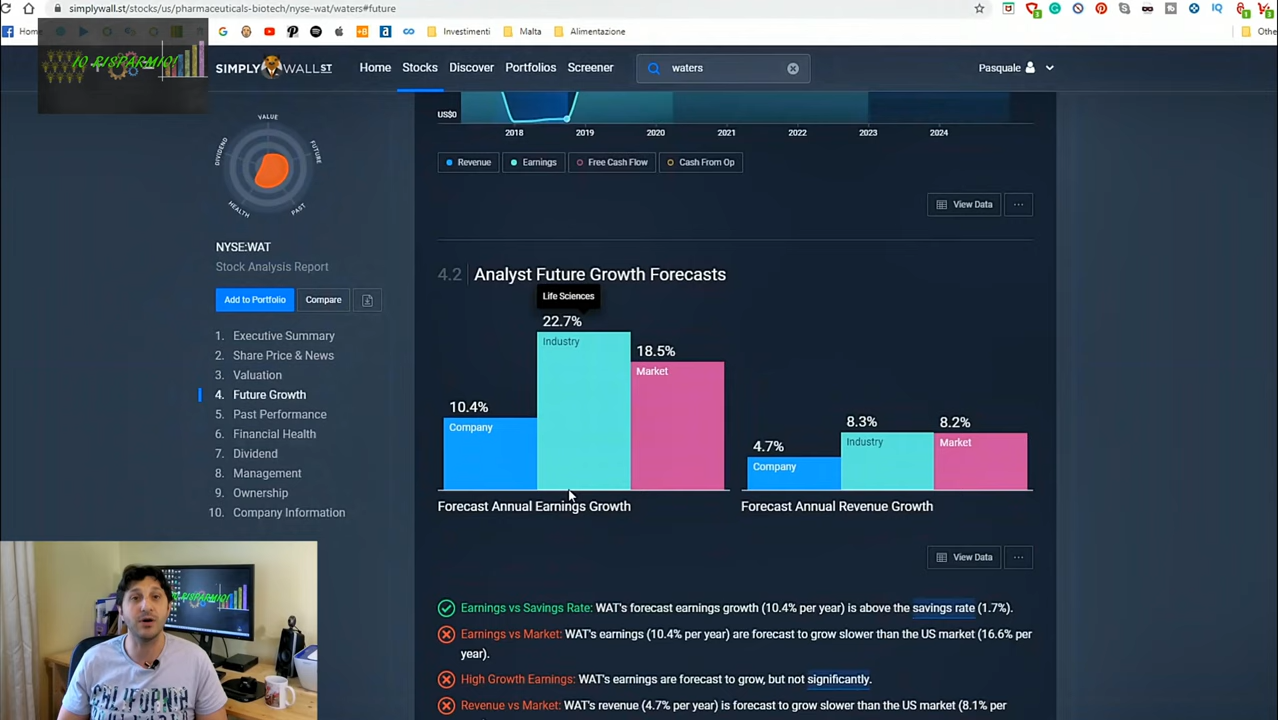 simplywall.st/stocks/us/pharmaceuticals-biotech/nyse-wat/waters#future
Home
Investimenti
Malta
Alimentazione
Othe
IO RISPARMIO!
SIMPLY WALL ST
Home
Stocks
Discover
Portfolios
Screener
waters
Pasquale
US$0
2018
2019
2020
2021
2022
2023
2024
Revenue
Earnings
Free Cash Flow
Cash From Op
View Data
VALUE
FUTURE
PAST
HEALTH
DIVIDEND
NYSE:WAT
Stock Analysis Report
Add to Portfolio
Compare
1. Executive Summary
2. Share Price & News
3. Valuation
4. Future Growth
5. Past Performance
6. Financial Health
7. Dividend
8. Management
9. Ownership
10. Company Information
4.2 Analyst Future Growth Forecasts
Life Sciences
10.4%
Company
22.7%
Industry
18.5%
Market
Forecast Annual Earnings Growth
4.7%
Company
8.3%
Industry
8.2%
Market
Forecast Annual Revenue Growth
View Data
Earnings vs Savings Rate: WAT's forecast earnings growth (10.4% per year) is above the savings rate (1.7%).
Earnings vs Market: WAT's earnings (10.4% per year) are forecast to grow slower than the US market (16.6% per
year).
High Growth Earnings: WAT's earnings are forecast to grow, but not significantly.
Revenue vs Market: WAT's revenue (4.7% per year) is forecast to grow slower than the US market (8.1% per
IO RISPARMIO!
CALIFORNIA